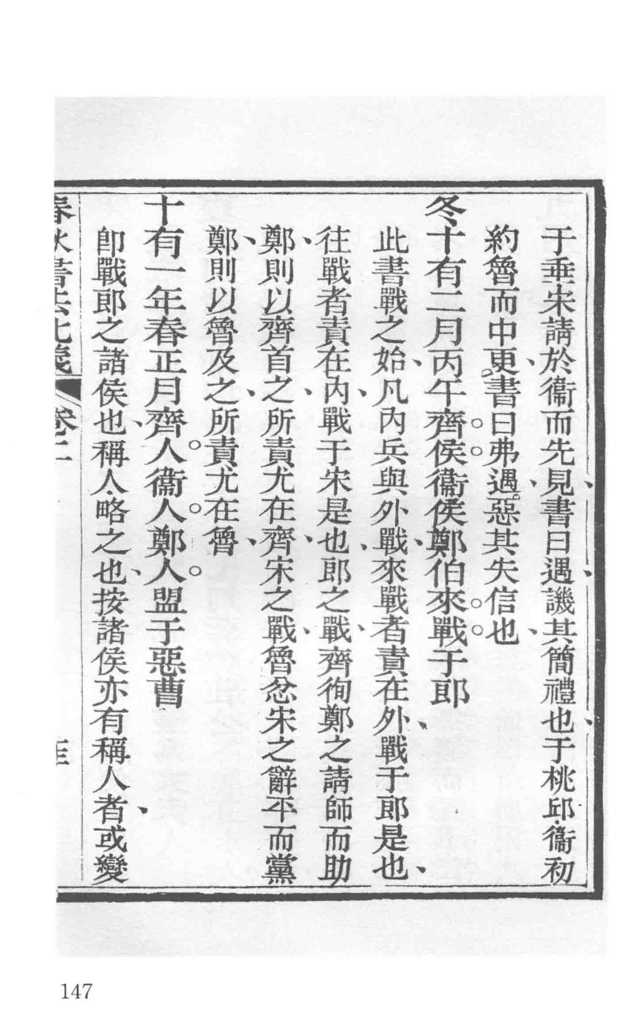 于垂宋請於衞而先見書曰遇譏其簡禮也于桃邱衞初
約魯而中更書曰弗遇惡其失信也
冬十有二月丙午齊侯衞侯鄭伯來戰于郎
此書戰之始凡內兵與外戰來戰者責在外戰于郎是也
往戰者責在內戰于宋是也郎之戰齊徇鄭之請師而助
鄭則以齊首之所責尤在齊宋之戰魯忿宋之辭平而黨
鄭則以魯及之所責尤在魯
十有一年春正月齊人衞人鄭人盟于惡曹
卽戰郎之諸侯也稱人略之也按諸侯亦有稱人者或變
卷二
147